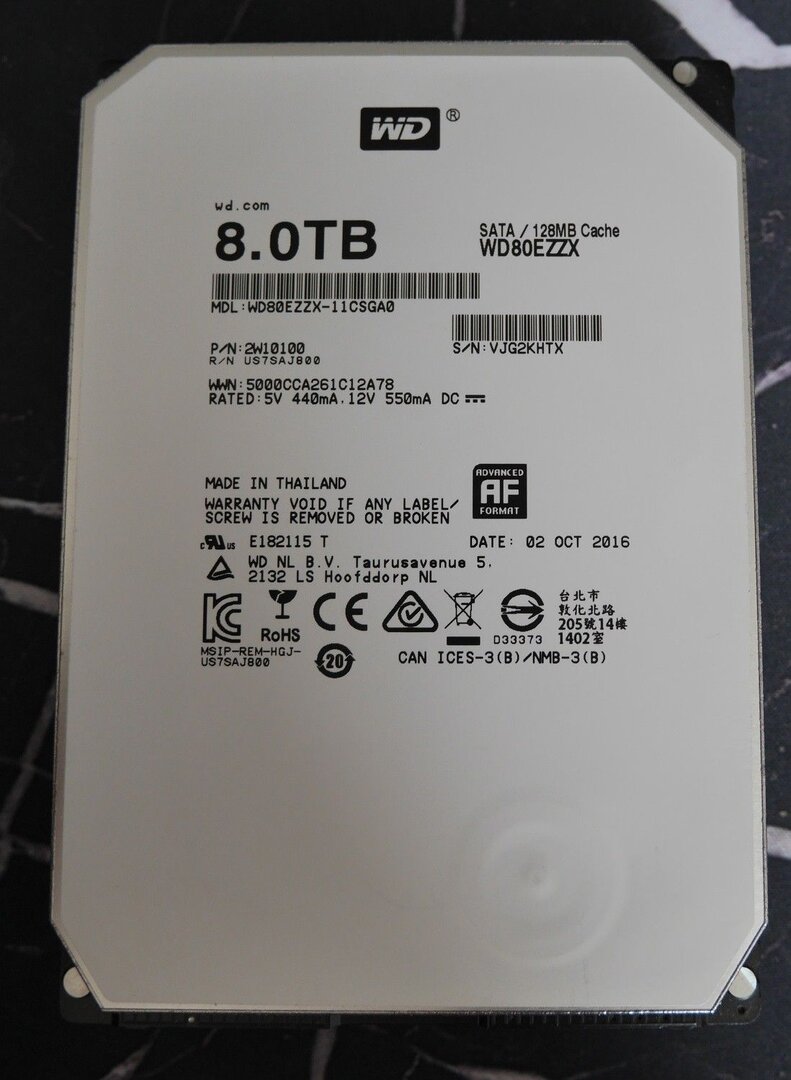 WD®
wd.com
8.0TB
SATA / 128MB Cache
WD80EZZX
MDL:WD80EZZX-11CSGA0
P/N:2W10100
S/N:VJG2KHTX
R/N US7SAJ800
WWN:5000CCA261C12A78
RATED:5V 440mA,12V 550mA DC
MADE IN THAILAND
WARRANTY VOID IF ANY LABEL/
SCREW IS REMOVED OR BROKEN
ADVANCED
AF
FORMAT
c RU us E182115 T
DATE: 02 OCT 2016
WD NL B.V. Taurusavenue 5,
2132 LS Hoofddorp NL
KC
RoHS
CE
D33373
台北市
敦化北路
205號14樓
1402室
MSIP-REM-HGJ-
US7SAJ800
20
CAN ICES-3(B)/NMB-3(B)